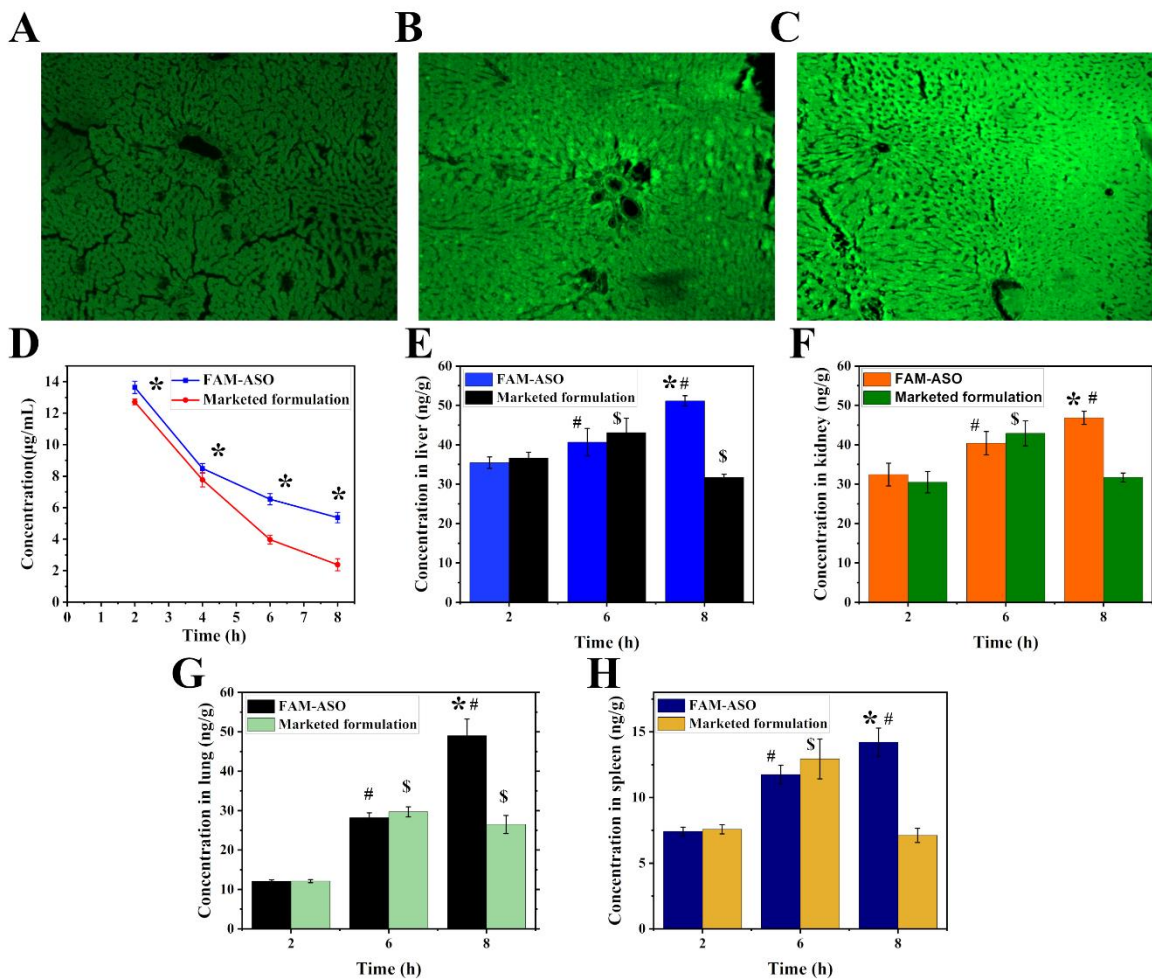 A
B
C
D
Concentration(µg/mL)
14
12
10
8
6
4
2
0
FAM-ASO
Marketed formulation
*
*
*
*
0 1 2 3 4 5 6 7 8
Time (h)
E
Concentration in liver (ng/g)
60
50
40
30
20
10
0
FAM-ASO
Marketed formulation
# $
* #
$
2 6 8
Time (h)
F
Concentration in kidney (ng/g)
60
50
40
30
20
10
0
FAM-ASO
Marketed formulation
# $
* #
2 6 8
Time (h)
G
Concentration in lung (ng/g)
60
50
40
30
20
10
0
FAM-ASO
Marketed formulation
# $
* #
$
2 6 8
Time (h)
H
Concentration in spleen (ng/g)
15
10
5
0
FAM-ASO
Marketed formulation
# $
* #
2 6 8
Time (h)